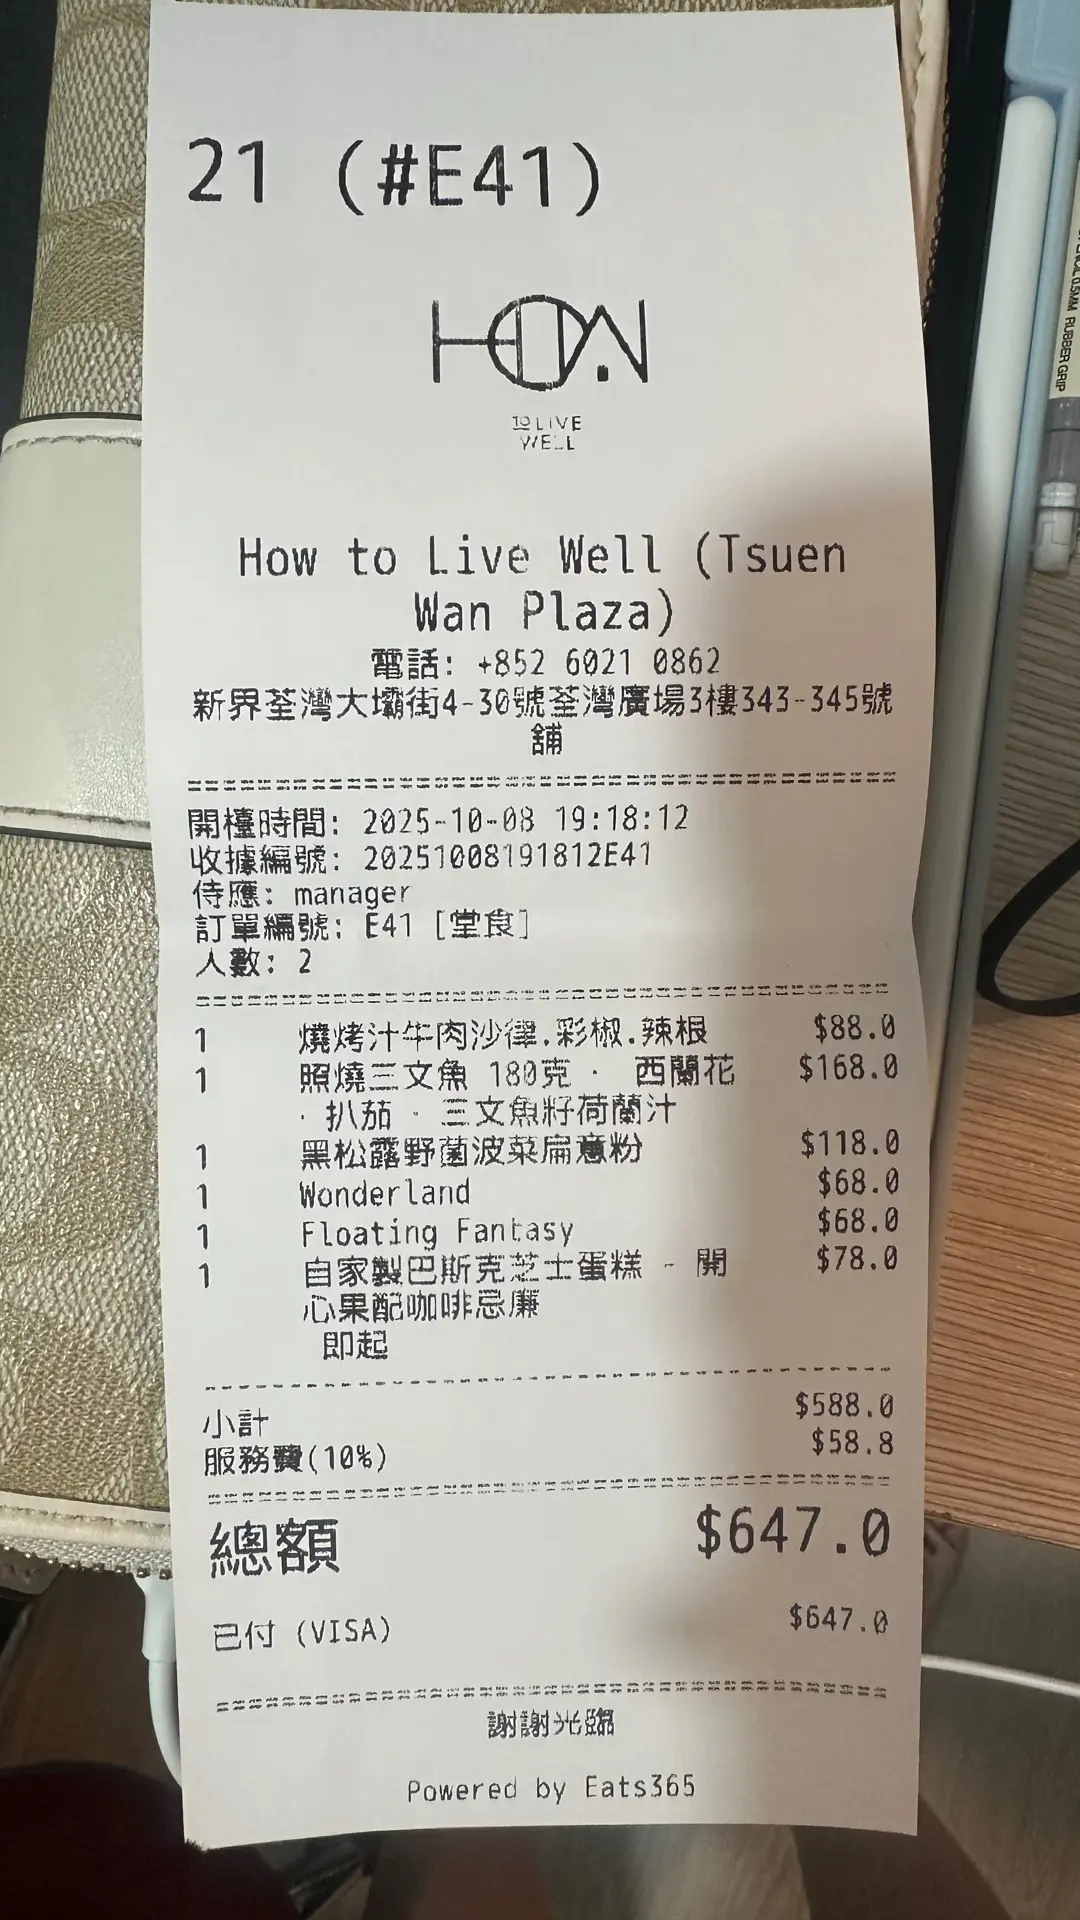 21 (#E41)
HOW
TO LIVE
WELL
How to Live Well (Tsuen
Wan Plaza)
電話: +852 6021 0862
新界荃灣大壩街4-30號荃灣廣場3樓343-345號
舖
開檯時間: 2025-10-08 19:18:12
收據編號: 20251008191812E41
侍應: manager
訂單編號: E41 [堂食]
人數: 2
1 燒烤汁牛肉沙律.彩椒.辣根 $88.0
1 照燒三文魚 180克 · 西蘭花 $168.0
· 扒茄 · 三文魚籽荷蘭汁
1 黑松露野菌波菜扁意粉 $118.0
1 Wonderland $68.0
1 Floating Fantasy $68.0
1 自家製巴斯克芝士蛋糕 - 開 $78.0
心果配咖啡忌廉
即起
小計 $588.0
服務費(10%) $58.8
總額 $647.0
已付 (VISA) $647.0
謝謝光臨
Powered by Eats365
0.5MM RUBBER GRIP